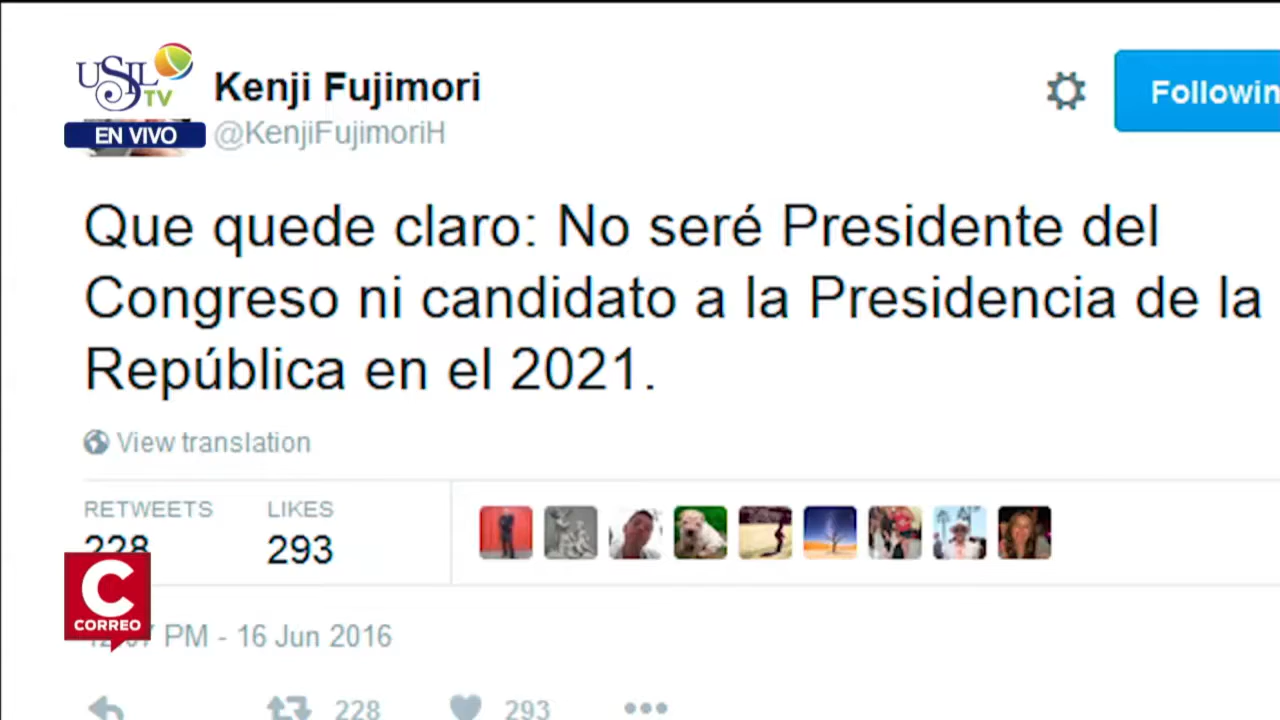 USIL
TV
EN VIVO
Kenji Fujimori
@KenjiFujimoriH
Followin
Que quede claro: No seré Presidente del
Congreso ni candidato a la Presidencia de la
República en el 2021.
View translation
RETWEETS LIKES
228 293
C
CORREO
PM - 16 Jun 2016
228 293